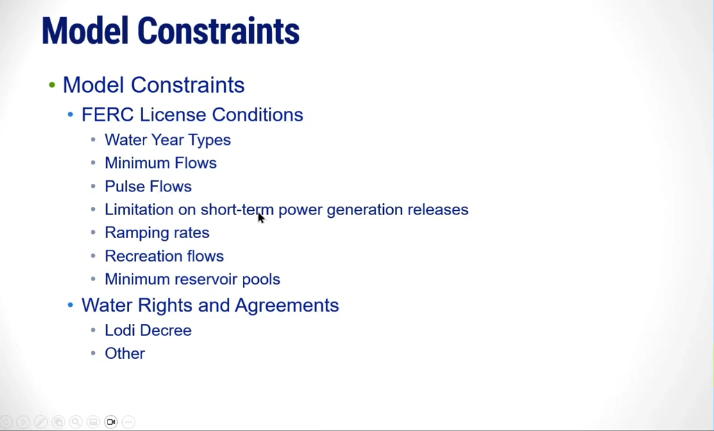 Model Constraints
Model Constraints
FERC License Conditions
Water Year Types
Minimum Flows
Pulse Flows
Limitation on short-term power generation releases
Ramping rates
Recreation flows
Minimum reservoir pools
Water Rights and Agreements
Lodi Decree
Other